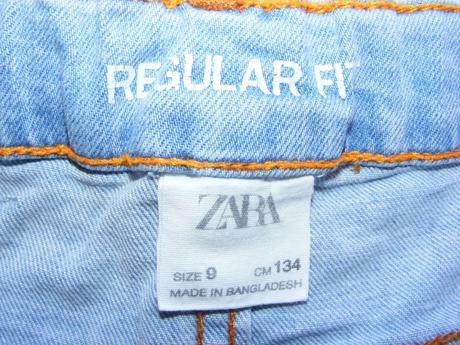 REGULAR FIT
ZARA
SIZE 9 CM 134
MADE IN BANGLADESH